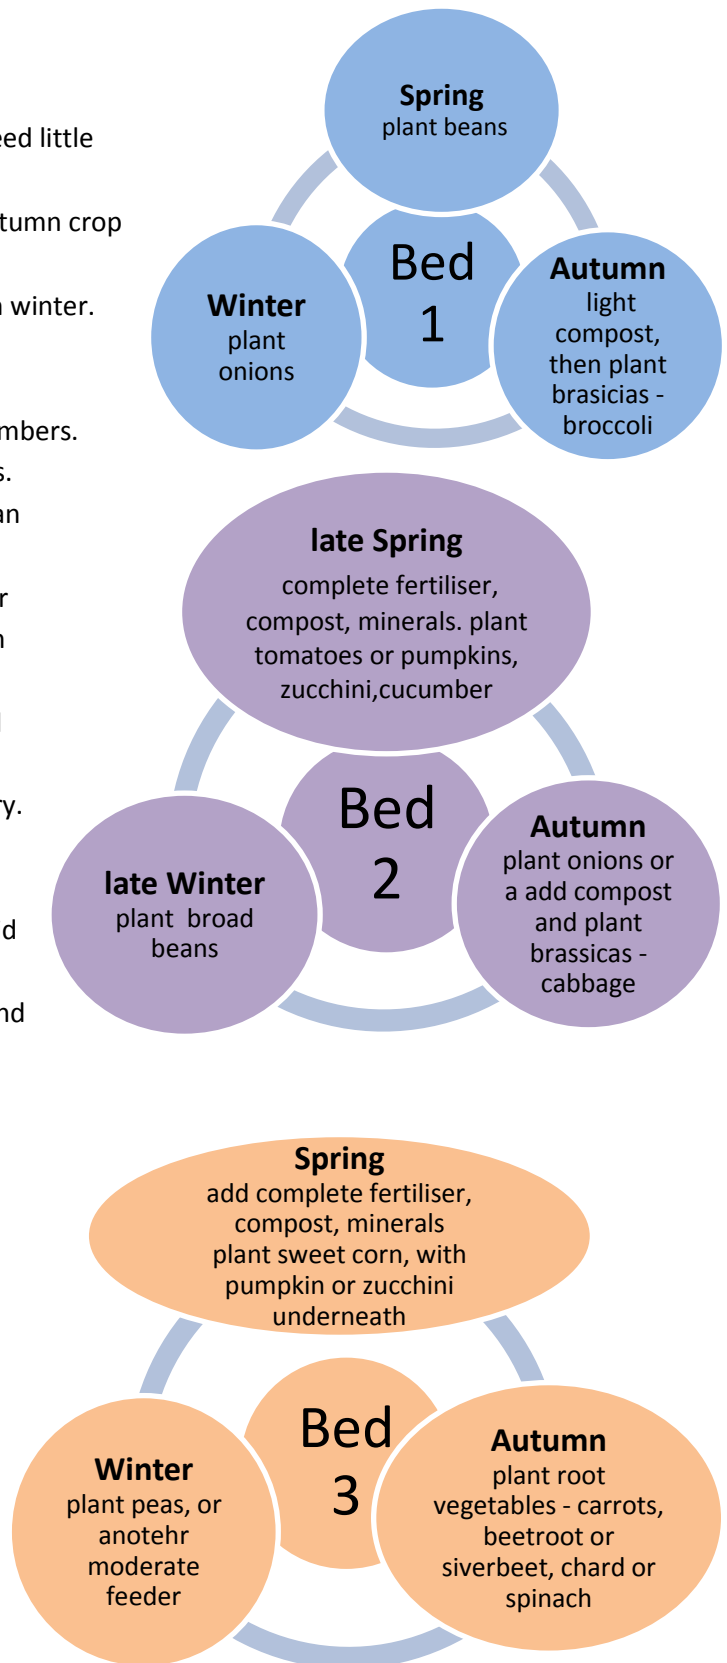 eed little
tumn crop
winter.
mbers.
s.
an
r
ry.
d
nd
Spring
plant beans
Bed
1
Autumn
light
compost,
then plant
brasicias -
broccoli
Winter
plant
onions
late Spring
complete fertiliser,
compost, minerals. plant
tomatoes or pumpkins,
zucchini,cucumber
Bed
2
Autumn
plant onions or
a add compost
and plant
brassicas -
cabbage
late Winter
plant broad
beans
Spring
add complete fertiliser,
compost, minerals
plant sweet corn, with
pumpkin or zucchini
underneath
Bed
3
Autumn
plant root
vegetables - carrots,
beetroot or
siverbeet, chard or
spinach
Winter
plant peas, or
anotehr
moderate
feeder